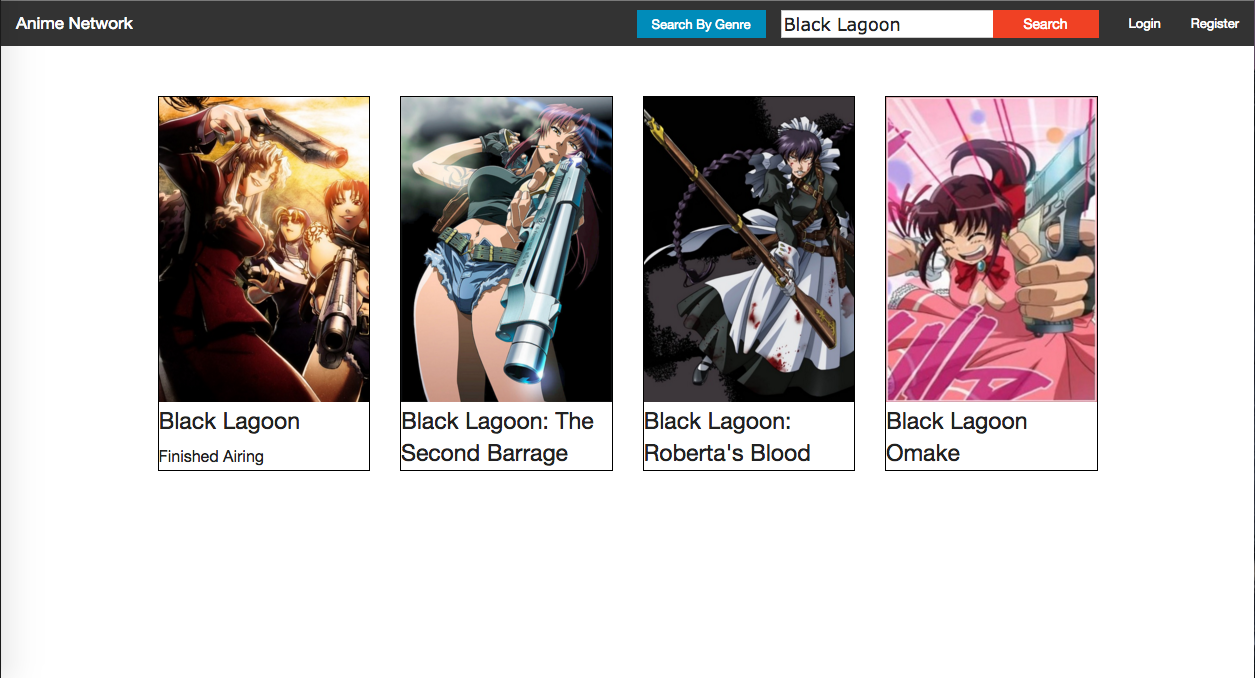 Anime Network
Search By Genre
Black Lagoon
Search
Login
Register
Black Lagoon
Finished Airing
Black Lagoon: The
Second Barrage
Black Lagoon:
Roberta's Blood
Black Lagoon
Omake